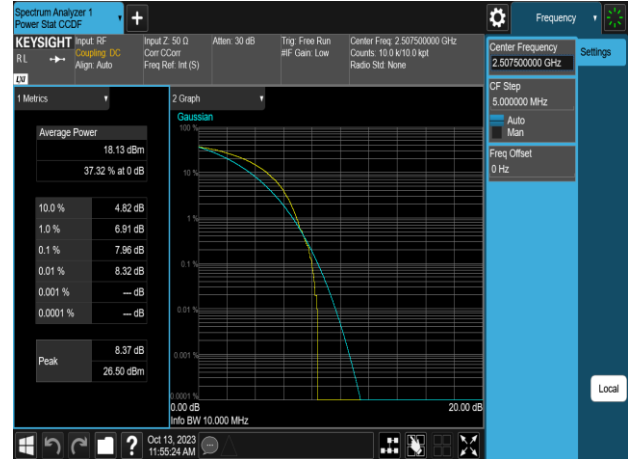 Spectrum Analyzer 1
Power Stat CCDF
+
Frequency
KEYSIGHT
RL
LXI
Input: RF
Coupling: DC
Align: Auto
Input Z: 50 Ω
Corr CCorr
Freq Ref: Int (S)
Atten: 30 dB
Trig: Free Run
#IF Gain: Low
Center Freq: 2.507500000 GHz
Counts: 10.0 k/10.0 kpt
Radio Std: None
Center Frequency
2.507500000 GHz
Settings
CF Step
5.000000 MHz
Auto
Man
Freq Offset
0 Hz
1 Metrics
Average Power
18.13 dBm
37.32 % at 0 dB
10.0 % 4.82 dB
1.0 % 6.91 dB
0.1 % 7.96 dB
0.01 % 8.32 dB
0.001 % --- dB
0.0001 % --- dB
Peak
8.37 dB
26.50 dBm
2 Graph
Gaussian
100 %
10 %
1 %
0.1 %
0.01 %
0.001 %
0.0001 %
0.00 dB
20.00 dB
Info BW 10.000 MHz
Local
?
Oct 13, 2023
11:55:24 AM